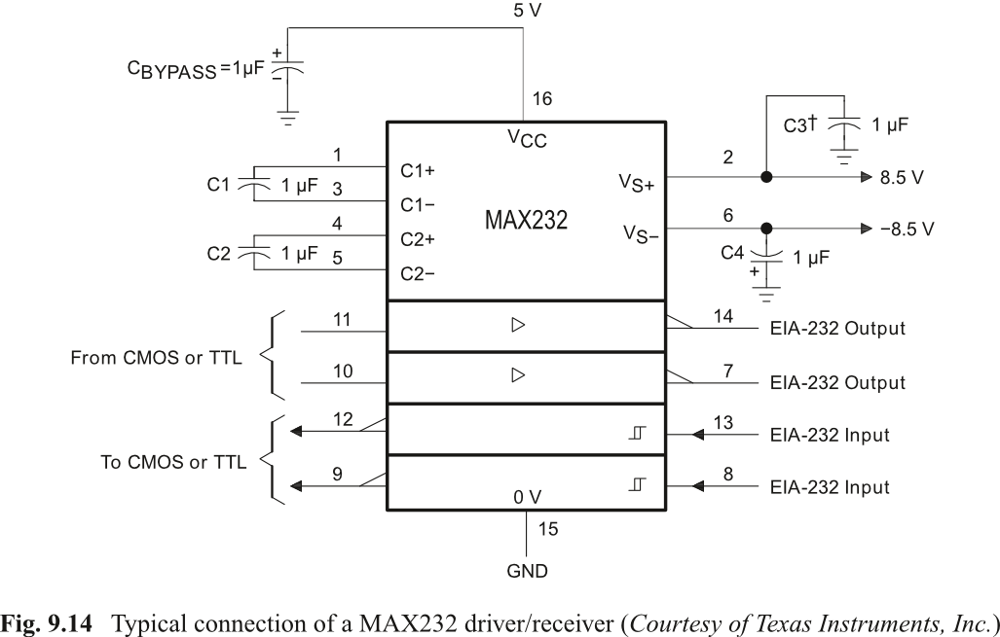 5 V
+
CBYPASS=1µF
−
16
VCC
C3† 1 µF
1
C1+
2
VS+
8.5 V
C1 1 µF
3
C1−
MAX232
4
C2+
6
VS−
−8.5 V
C2 1 µF
5
C2−
C4 1 µF
+
11
14
EIA-232 Output
From CMOS or TTL
10
7
EIA-232 Output
12
13
EIA-232 Input
To CMOS or TTL
9
8
EIA-232 Input
0 V
15
GND
Fig. 9.14 Typical connection of a MAX232 driver/receiver (Courtesy of Texas Instruments, Inc.)